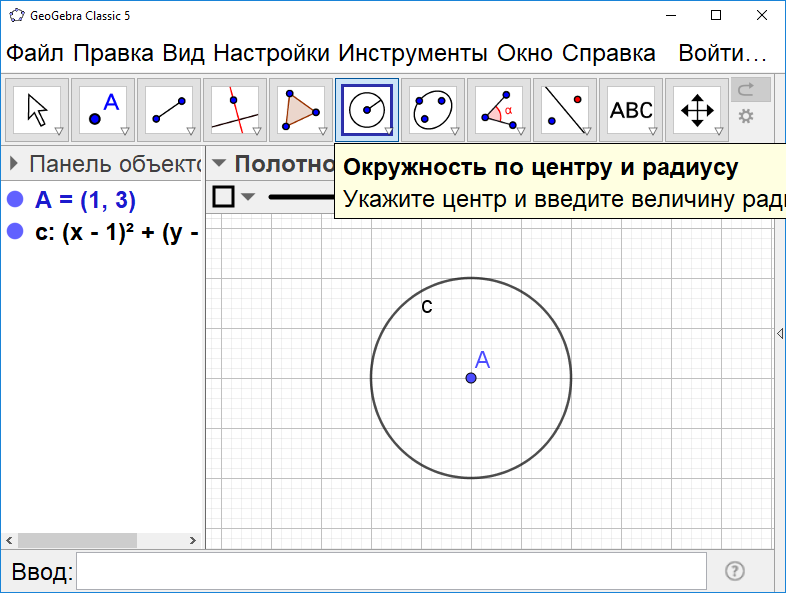 GeoGebra Classic 5
Файл Правка Вид Настройки Инструменты Окно Справка Войти…
A
α
ABC
Панель объекто
Полотно
Окружность по центру и радиусу
Укажите центр и введите величину рад
A = (1, 3)
c: (x - 1)² + (y -
c
A
Ввод:
?